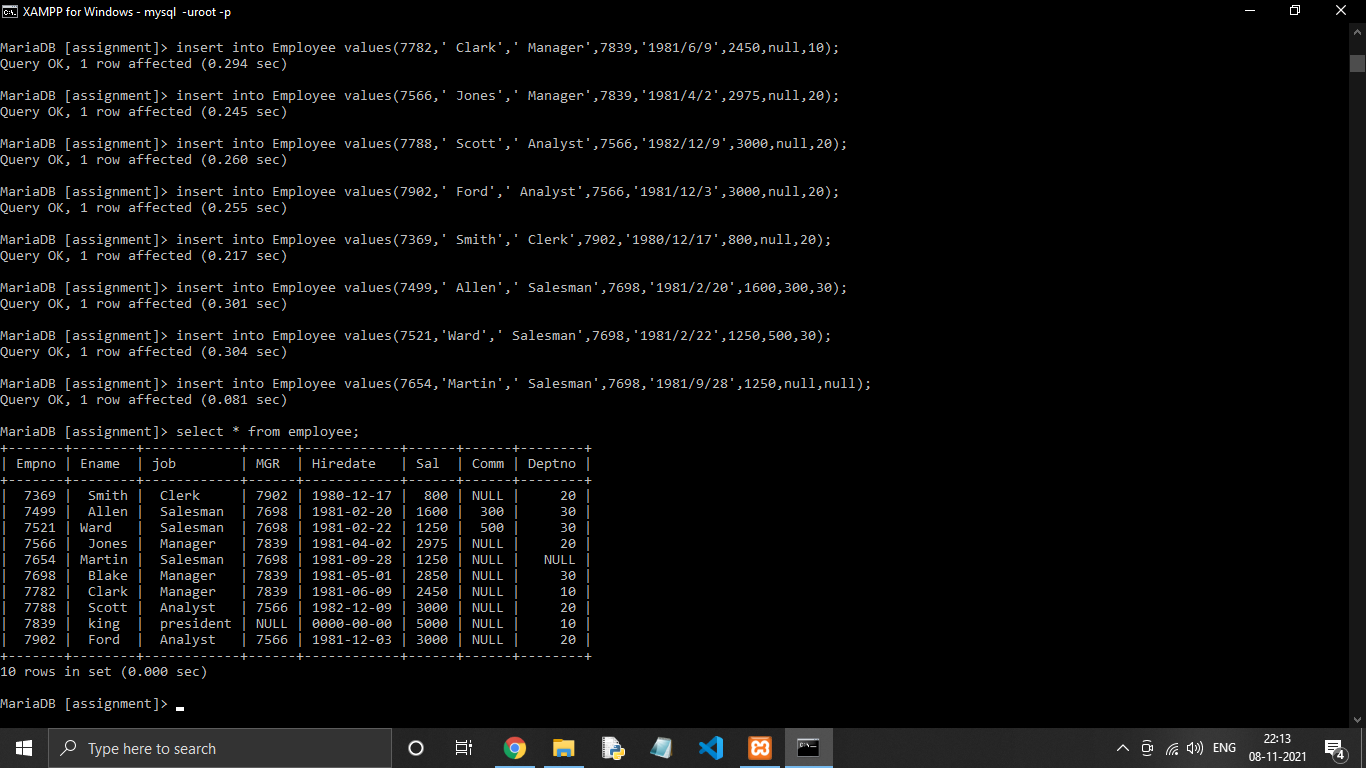 XAMPP for Windows - mysql  -uroot -p
MariaDB [assignment]> insert into Employee values(7782,' Clark',' Manager',7839,'1981/6/9',2450,null,10);
Query OK, 1 row affected (0.294 sec)
MariaDB [assignment]> insert into Employee values(7566,' Jones',' Manager',7839,'1981/4/2',2975,null,20);
Query OK, 1 row affected (0.245 sec)
MariaDB [assignment]> insert into Employee values(7788,' Scott',' Analyst',7566,'1982/12/9',3000,null,20);
Query OK, 1 row affected (0.260 sec)
MariaDB [assignment]> insert into Employee values(7902,' Ford',' Analyst',7566,'1981/12/3',3000,null,20);
Query OK, 1 row affected (0.255 sec)
MariaDB [assignment]> insert into Employee values(7369,' Smith',' Clerk',7902,'1980/12/17',800,null,20);
Query OK, 1 row affected (0.217 sec)
MariaDB [assignment]> insert into Employee values(7499,' Allen',' Salesman',7698,'1981/2/20',1600,300,30);
Query OK, 1 row affected (0.301 sec)
MariaDB [assignment]> insert into Employee values(7521,'Ward',' Salesman',7698,'1981/2/22',1250,500,30);
Query OK, 1 row affected (0.304 sec)
MariaDB [assignment]> insert into Employee values(7654,'Martin',' Salesman',7698,'1981/9/28',1250,null,null);
Query OK, 1 row affected (0.081 sec)
MariaDB [assignment]> select * from employee;
+-------+--------+------------+------+------------+------+------+--------+
| Empno | Ename  | job        | MGR  | Hiredate   | Sal  | Comm | Deptno |
+-------+--------+------------+------+------------+------+------+--------+
|  7369 |  Smith |  Clerk     | 7902 | 1980-12-17 |  800 | NULL |     20 |
|  7499 |  Allen |  Salesman  | 7698 | 1981-02-20 | 1600 |  300 |     30 |
|  7521 | Ward   |  Salesman  | 7698 | 1981-02-22 | 1250 |  500 |     30 |
|  7566 |  Jones |  Manager   | 7839 | 1981-04-02 | 2975 | NULL |     20 |
|  7654 | Martin |  Salesman  | 7698 | 1981-09-28 | 1250 | NULL |   NULL |
|  7698 |  Blake |  Manager   | 7839 | 1981-05-01 | 2850 | NULL |     30 |
|  7782 |  Clark |  Manager   | 7839 | 1981-06-09 | 2450 | NULL |     10 |
|  7788 |  Scott |  Analyst   | 7566 | 1982-12-09 | 3000 | NULL |     20 |
|  7839 |  king  |  president | NULL | 0000-00-00 | 5000 | NULL |     10 |
|  7902 |  Ford  |  Analyst   | 7566 | 1981-12-03 | 3000 | NULL |     20 |
+-------+--------+------------+------+------------+------+------+--------+
10 rows in set (0.000 sec)
MariaDB [assignment]>
Type here to search
ENG
22:13
08-11-2021
4